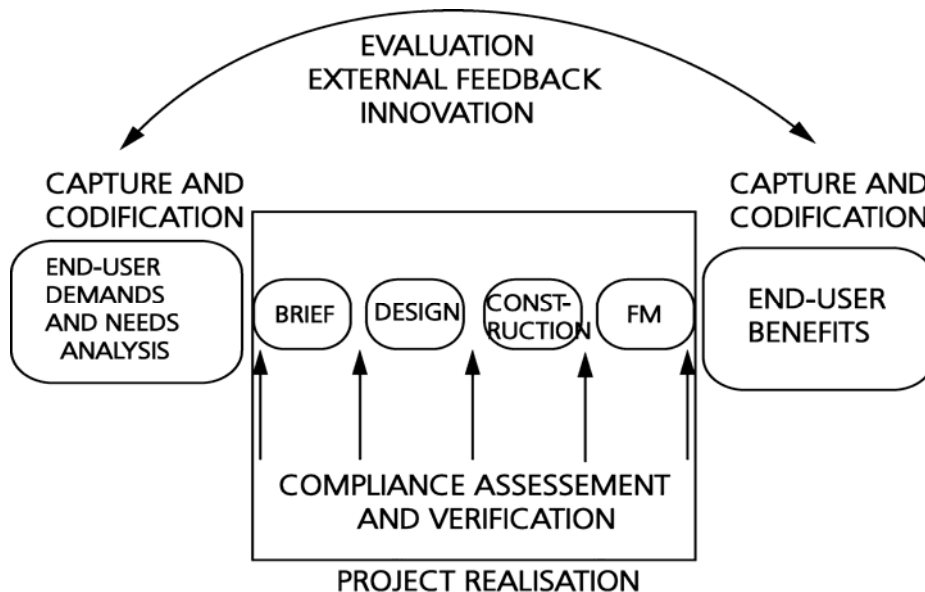 EVALUATION
EXTERNAL FEEDBACK
INNOVATION
CAPTURE AND
CODIFICATION
CAPTURE AND
CODIFICATION
END-USER
DEMANDS
AND NEEDS
ANALYSIS
BRIEF
DESIGN
CONST-
RUCTION
FM
END-USER
BENEFITS
COMPLIANCE ASSESSEMENT
AND VERIFICATION
PROJECT REALISATION